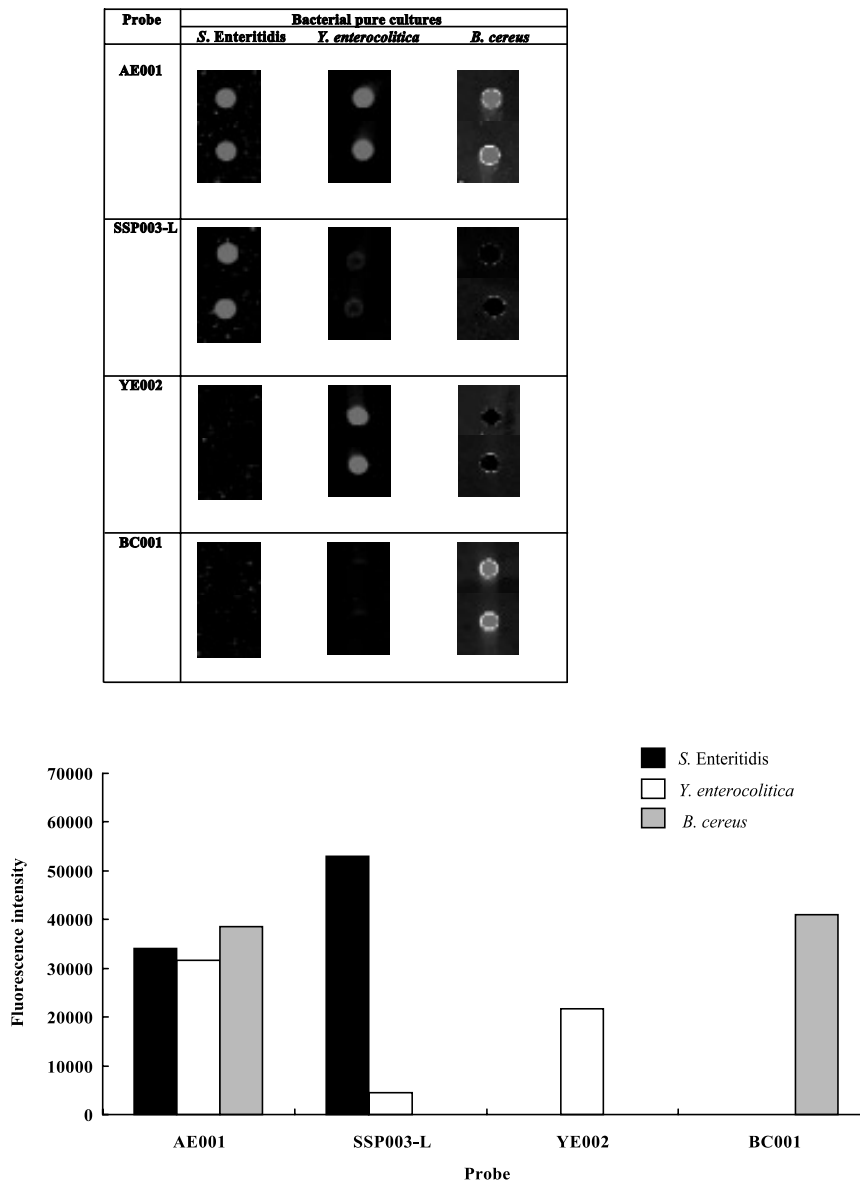 Probe Bacterial pure cultures
S. Enteritidis Y. enterocolitica B. cereus
AE001
SSP003-L
YE002
BC001
S. Enteritidis
Y. enterocolitica
B. cereus
70000
60000
50000
40000
30000
20000
10000
0
Fluorescence intensity
AE001 SSP003-L YE002 BC001
Probe